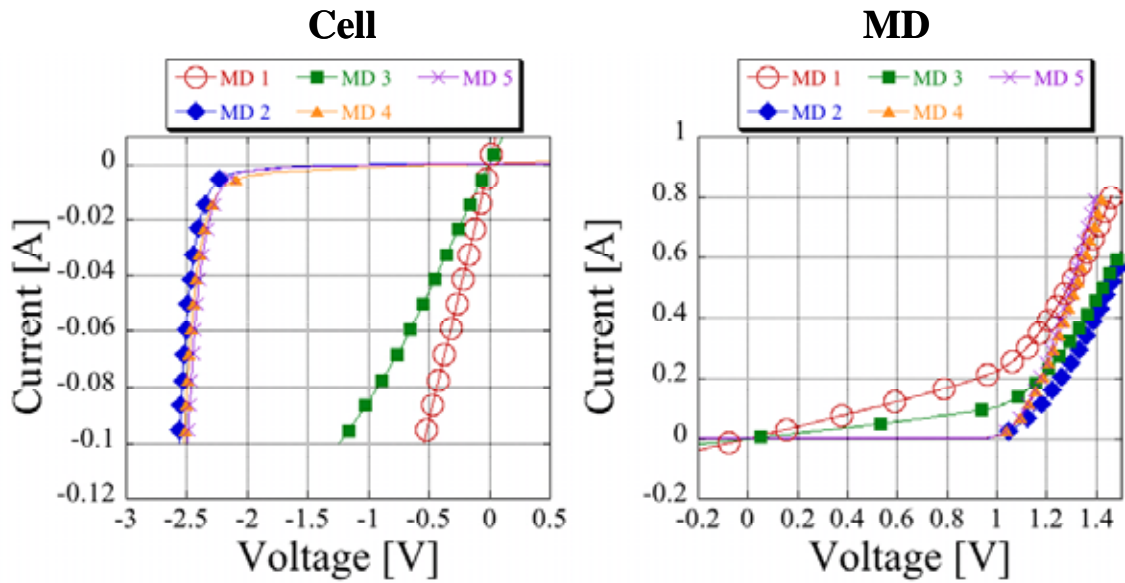 Cell
MD 1 MD 3 MD 5
MD 2 MD 4
0
-0.02
-0.04
-0.06
-0.08
-0.1
-0.12
-3 -2.5 -2 -1.5 -1 -0.5 0 0.5
Current [A]
Voltage [V]
MD
MD 1 MD 3 MD 5
MD 2 MD 4
1
0.8
0.6
0.4
0.2
0
-0.2
-0.2 0 0.2 0.4 0.6 0.8 1 1.2 1.4
Current [A]
Voltage [V]